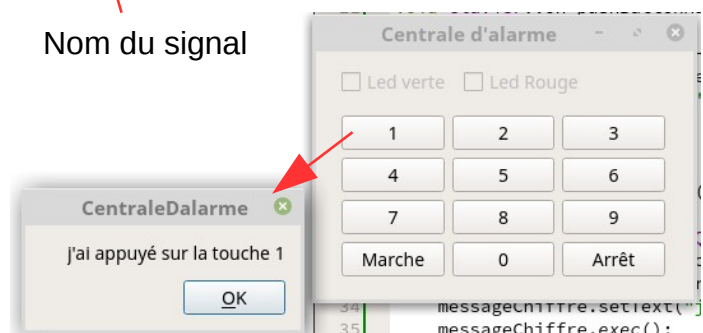 Nom du signal
Centrale d'alarme
Led verte Led Rouge
1 2 3
4 5 6
7 8 9
Marche 0 Arrêt
CentraleDalarme
j'ai appuyé sur la touche 1
OK
34 messageChiffre.setText("j
35 messageChiffre.exec();